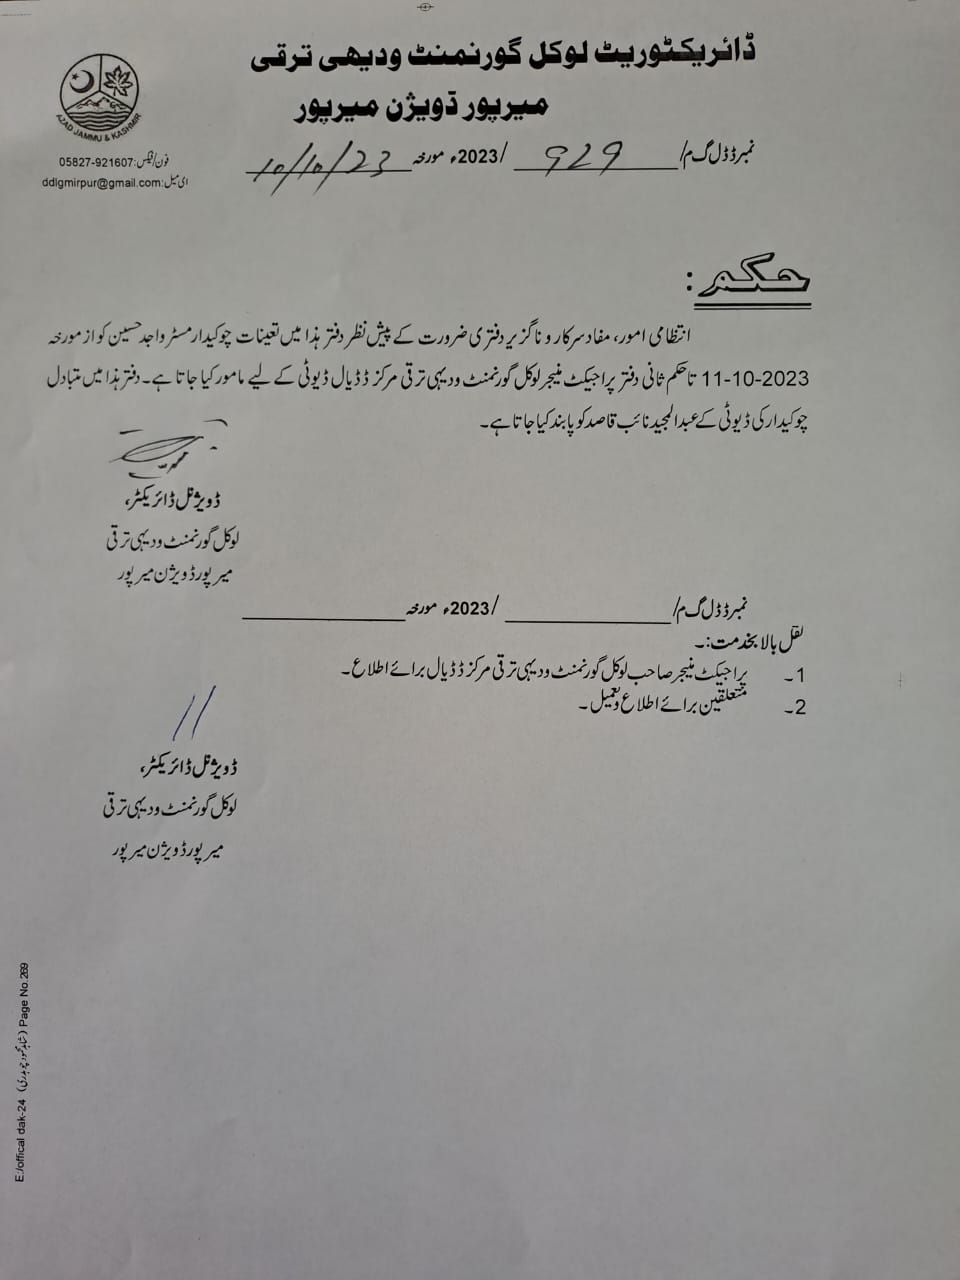 ڈائریکٹوریٹ لوکل گورنمنٹ ودیہی ترقی
میرپور ڈویژن میرپور
AZAD JAMMU & KASHMIR
فون/فیکس:05827-921607
ای میل:ddlgmirpur@gmail.com
نمبر ڈ ڈ ل گ م/ 929 /2023ء مورخہ 10/10/23
حکم:
انتظامی امور، مفاد سرکار و ناگزیر دفتری ضرورت کے پیش نظر دفتر ہذا میں تعینات چوکیدار مسٹر واجد حسین کو از مورخہ
11-10-2023 تا حکم ثانی دفتر پراجیکٹ منیجر لوکل گورنمنٹ ودیہی ترقی مرکز ڈڈیال ڈیوٹی کے لیے مامور کیا جاتا ہے۔ دفتر ہذا میں متبادل
چوکیدار کی ڈیوٹی کے عبدالمجید نائب قاصد کو پابند کیا جاتا ہے۔
ڈویژنل ڈائریکٹر،
لوکل گورنمنٹ ودیہی ترقی
میرپور ڈویژن میرپور
نمبر ڈ ڈ ل گ م/ /2023ء مورخہ
نقل بالا بخدمت:۔
1۔ پراجیکٹ منیجر صاحب لوکل گورنمنٹ ودیہی ترقی مرکز ڈڈیال برائے اطلاع۔
2۔ متعلقین برائے اطلاع و تعمیل۔
//
ڈویژنل ڈائریکٹر،
لوکل گورنمنٹ ودیہی ترقی
میرپور ڈویژن میرپور
E:/offical dak-24 (شاہد محمود چوہدری) Page No.269